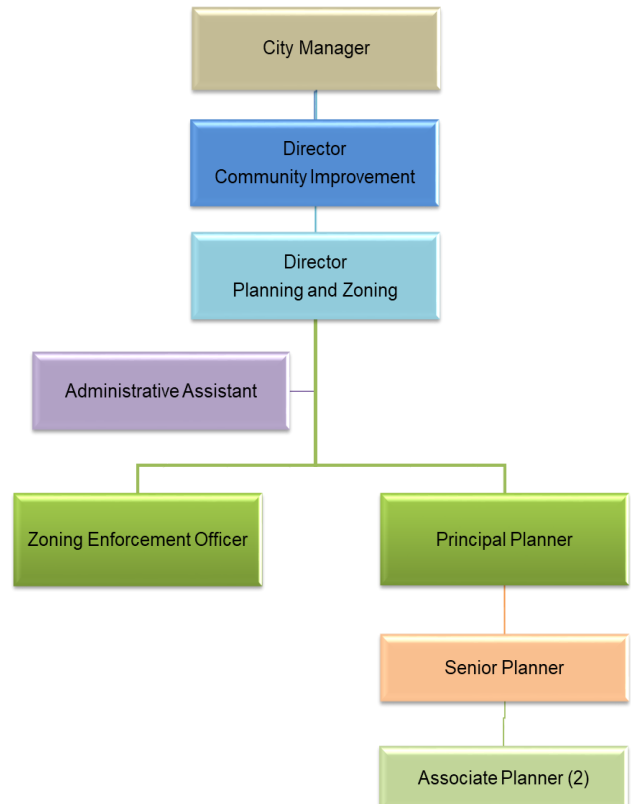 City Manager
Director
Community Improvement
Director
Planning and Zoning
Administrative Assistant
Zoning Enforcement Officer
Principal Planner
Senior Planner
Associate Planner (2)